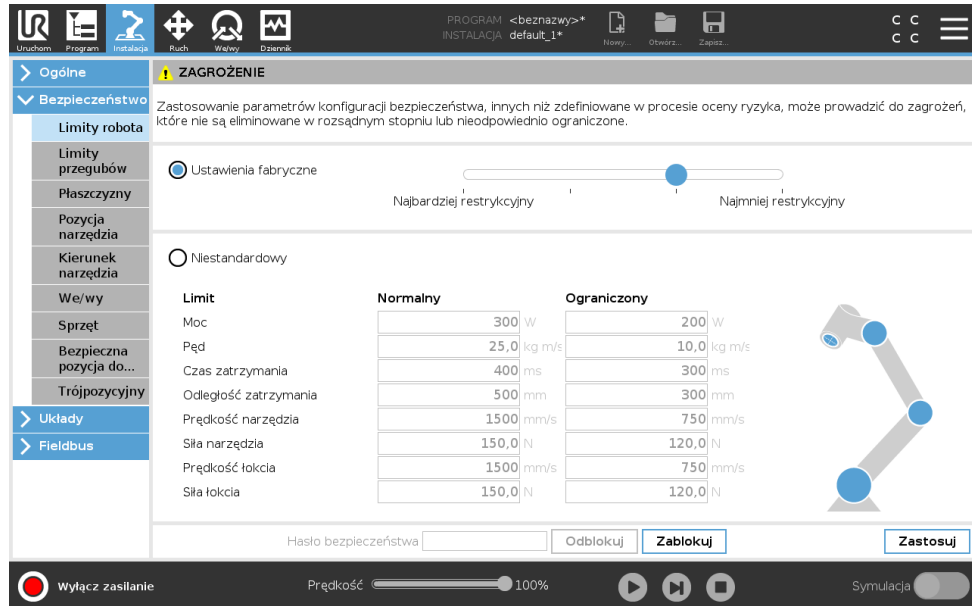 Uruchom Program Instalacja Ruch We/wy Dziennik
PROGRAM <beznazwy>*
INSTALACJA default_1*
Nowy... Otwórz... Zapisz...
C C
C C
Ogólne
Bezpieczeństwo
Limity robota
Limity
przegubów
Płaszczyzny
Pozycja
narzędzia
Kierunek
narzędzia
We/wy
Sprzęt
Bezpieczna
pozycja do...
Trójpozycyjny
Układy
Fieldbus
ZAGROŻENIE
Zastosowanie parametrów konfiguracji bezpieczeństwa, innych niż zdefiniowane w procesie oceny ryzyka, może prowadzić do zagrożeń,
które nie są eliminowane w rozsądnym stopniu lub nieodpowiednio ograniczone.
Ustawienia fabryczne
Najbardziej restrykcyjny Najmniej restrykcyjny
Niestandardowy
Limit Normalny Ograniczony
Moc 300 W 200 W
Pęd 25,0 kg m/s 10,0 kg m/s
Czas zatrzymania 400 ms 300 ms
Odległość zatrzymania 500 mm 300 mm
Prędkość narzędzia 1500 mm/s 750 mm/s
Siła narzędzia 150,0 N 120,0 N
Prędkość łokcia 1500 mm/s 750 mm/s
Siła łokcia 150,0 N 120,0 N
Hasło bezpieczeństwa Odblokuj Zablokuj Zastosuj
Wyłącz zasilanie Prędkość 100% Symulacja